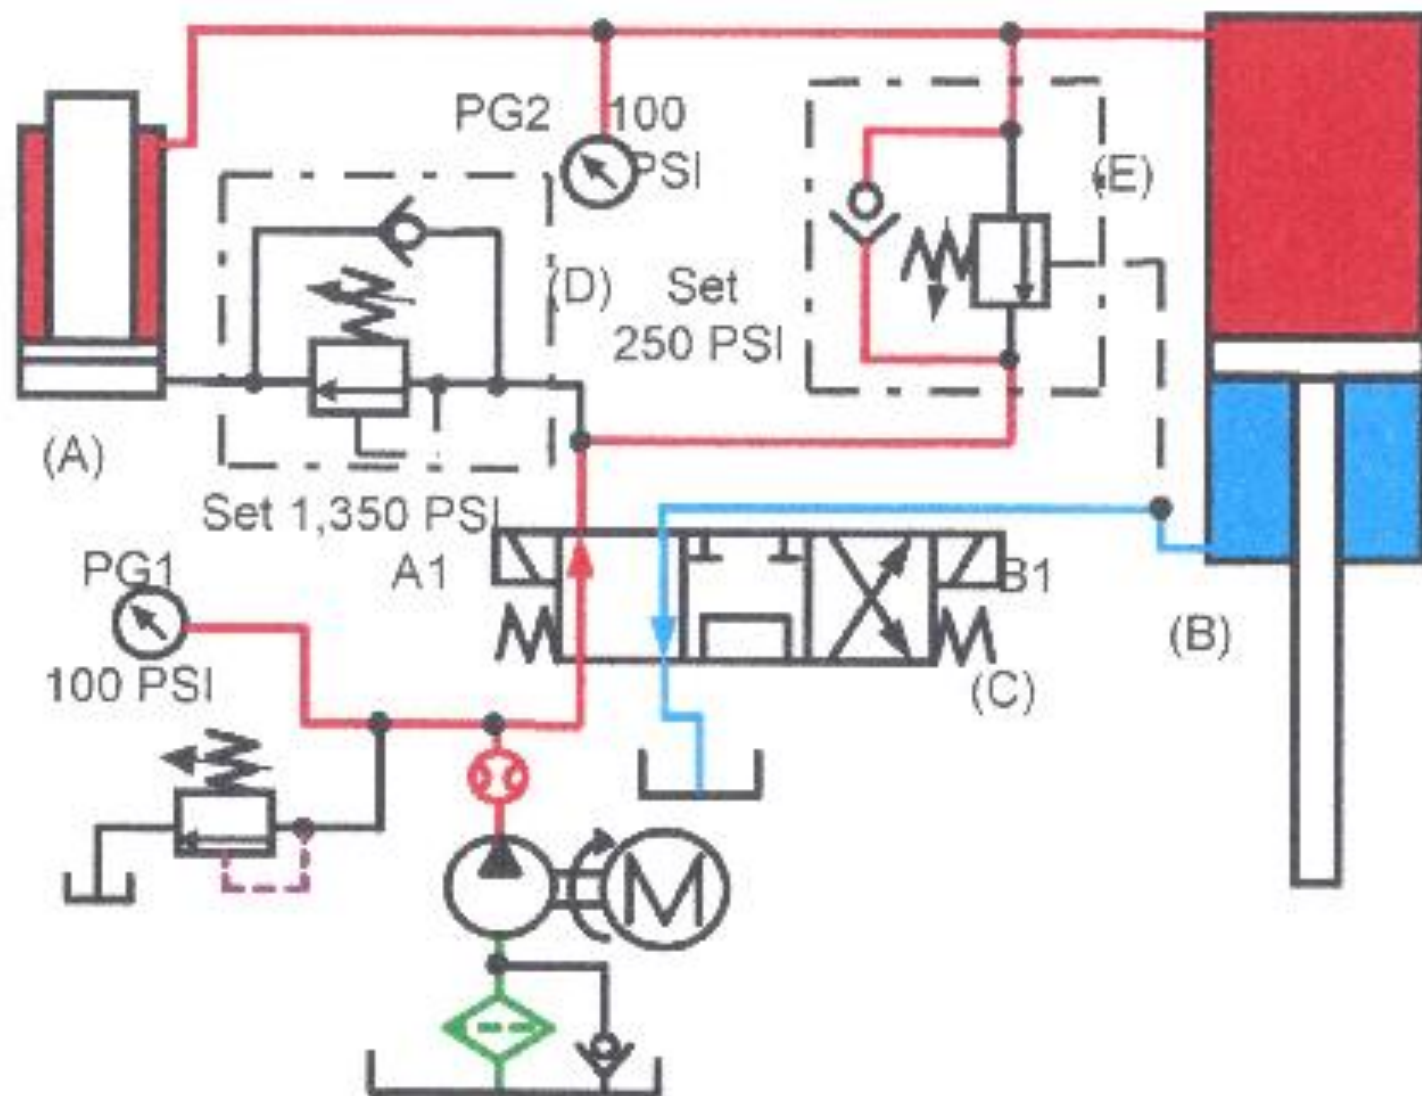 PG2 100
PSI
(E)
(D) Set
250 PSI
(A)
Set 1,350 PSI
PG1
A1
B1
100 PSI
(B)
(C)
M